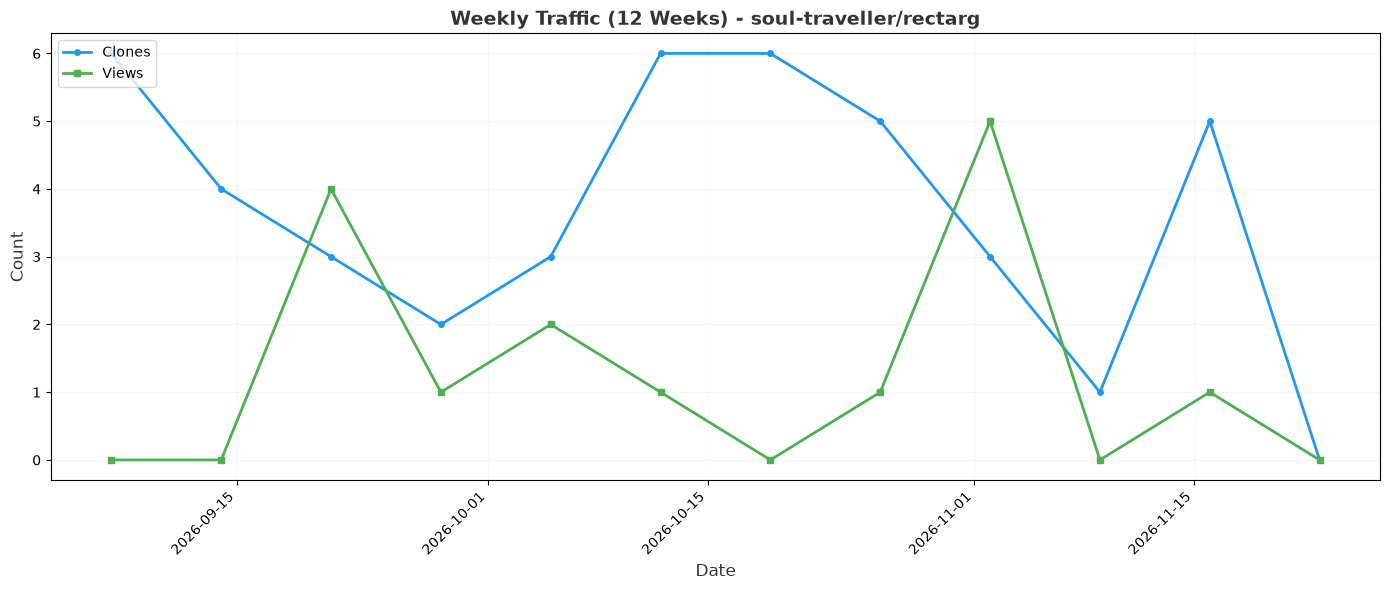 Weekly Traffic (12 Weeks) - soul-traveller/rectarg
Clones
Views
Count
6
5
4
3
2
1
0
2026-09-15
2026-10-01
2026-10-15
2026-11-01
2026-11-15
Date